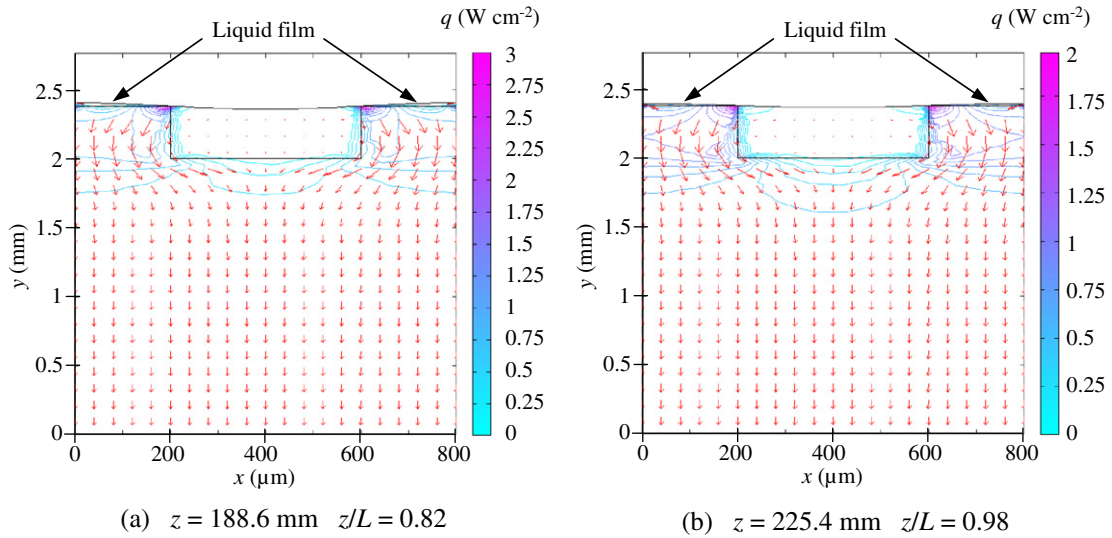 q (W cm-2)
Liquid film
3
2.75
2.5
2.25
2
1.75
1.5
1.25
1
0.75
0.5
0.25
0
2.5
2
1.5
1
0.5
0
y (mm)
0 200 400 600 800
x (µm)
(a) z = 188.6 mm z/L = 0.82
q (W cm-2)
Liquid film
2
1.75
1.5
1.25
1
0.75
0.5
0.25
0
2.5
2
1.5
1
0.5
0
y (mm)
0 200 400 600 800
x (µm)
(b) z = 225.4 mm z/L = 0.98